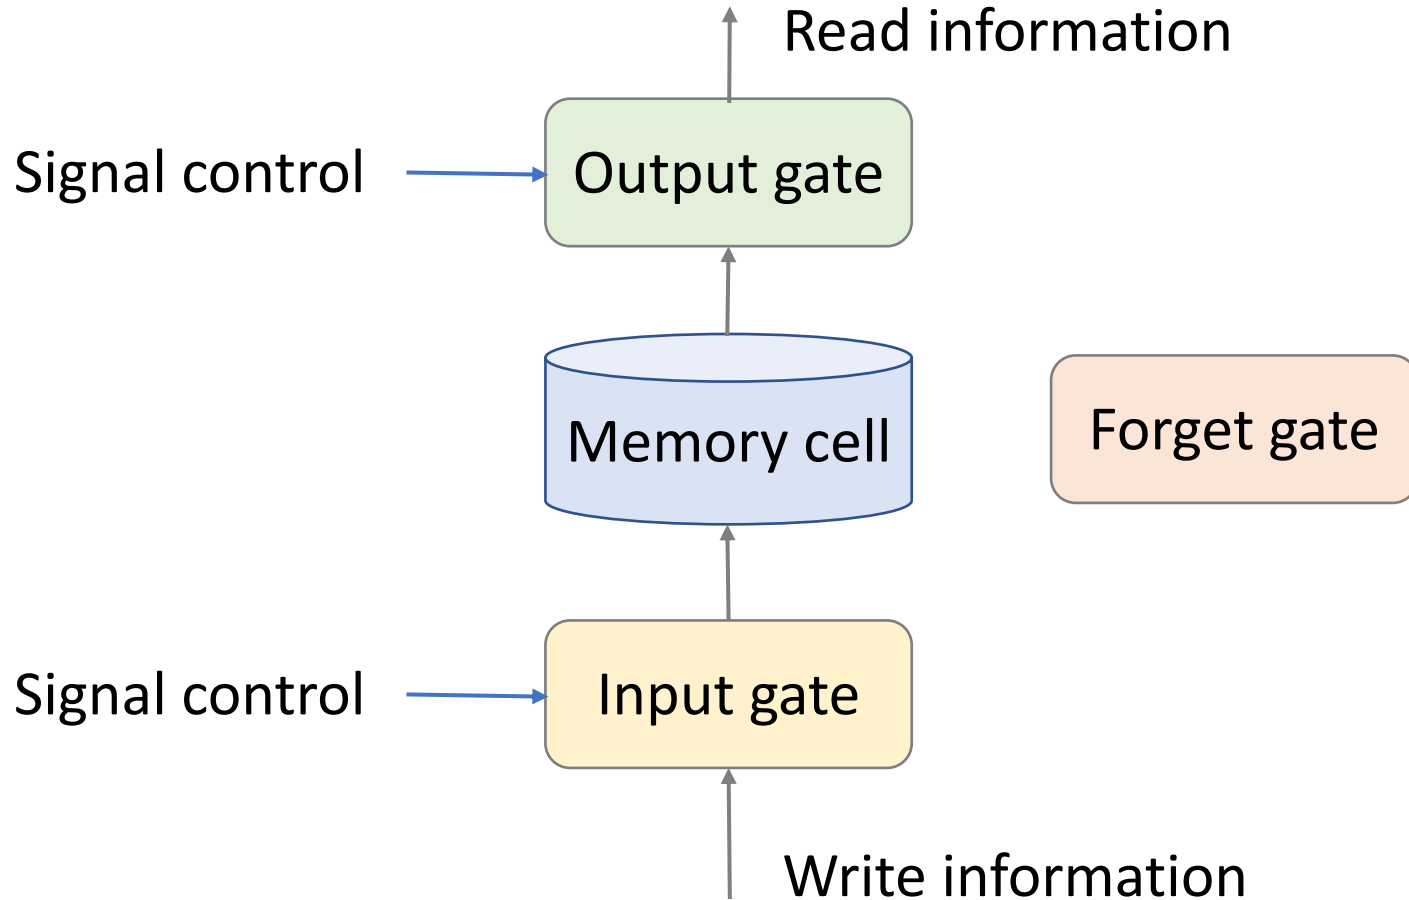 Read information
Signal control
Output gate
Memory cell
Forget gate
Signal control
Input gate
Write information